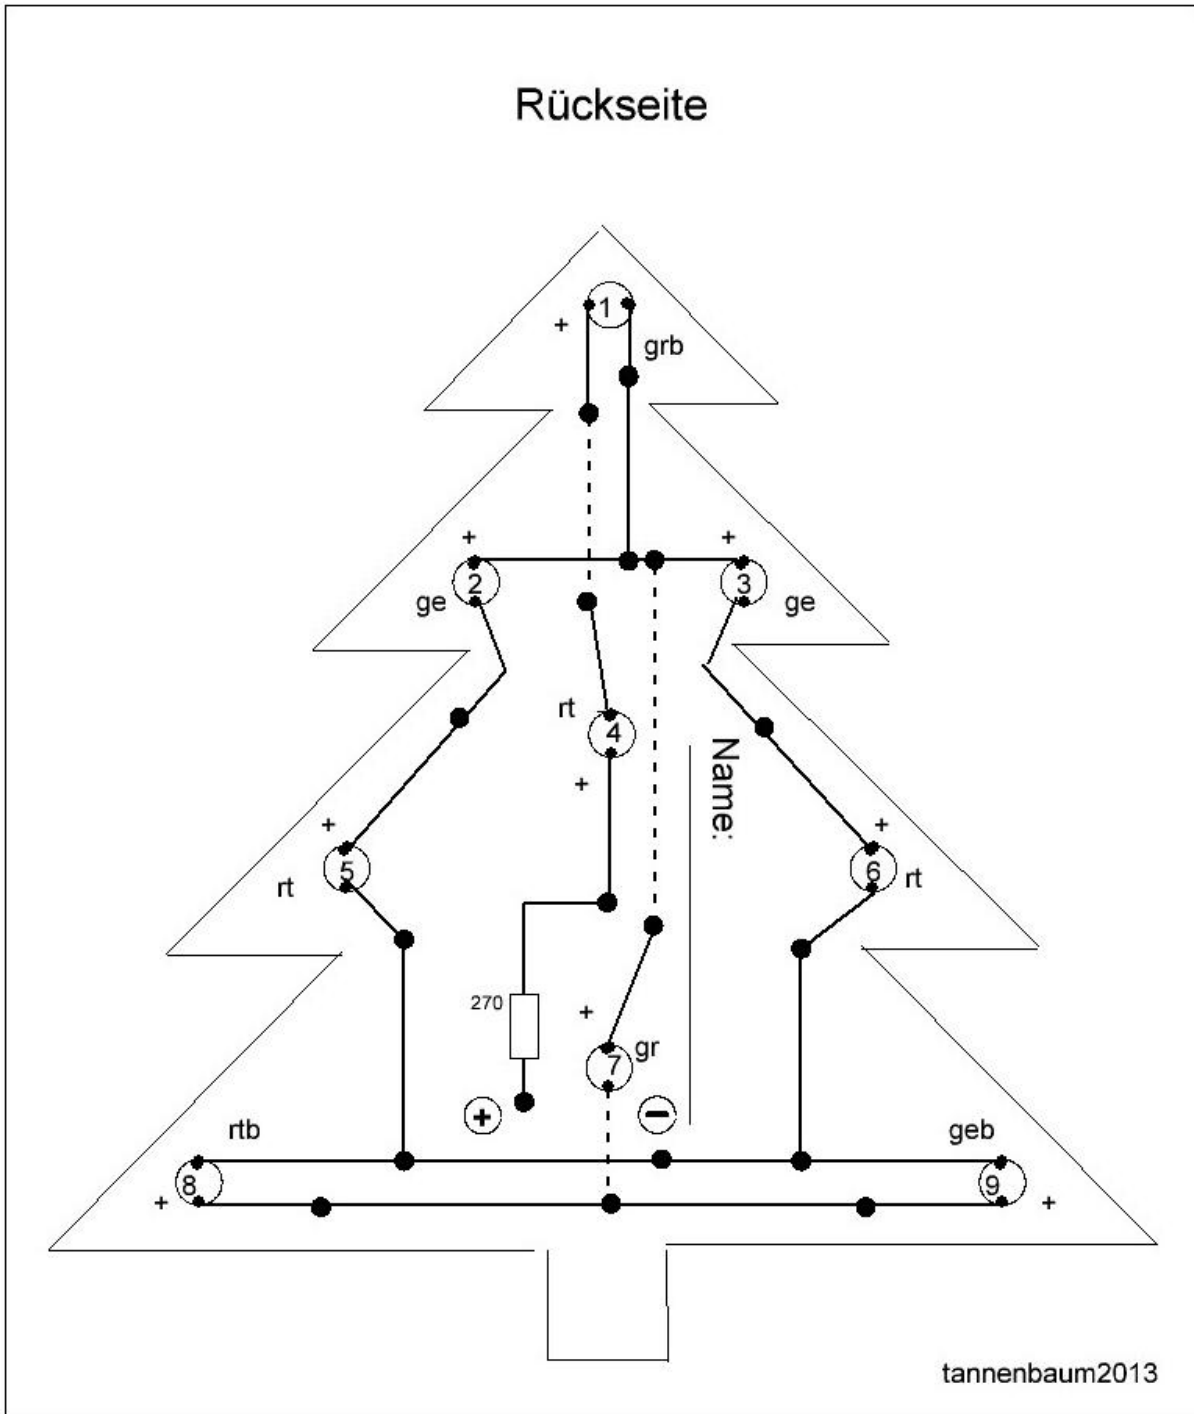 Rückseite
1
+
grb
+
+
2
3
ge
ge
rt
4
+
Name:
+
+
5
6
rt
rt
270
+
gr
7
+
−
rtb
geb
8
9
+
+
tannenbaum2013